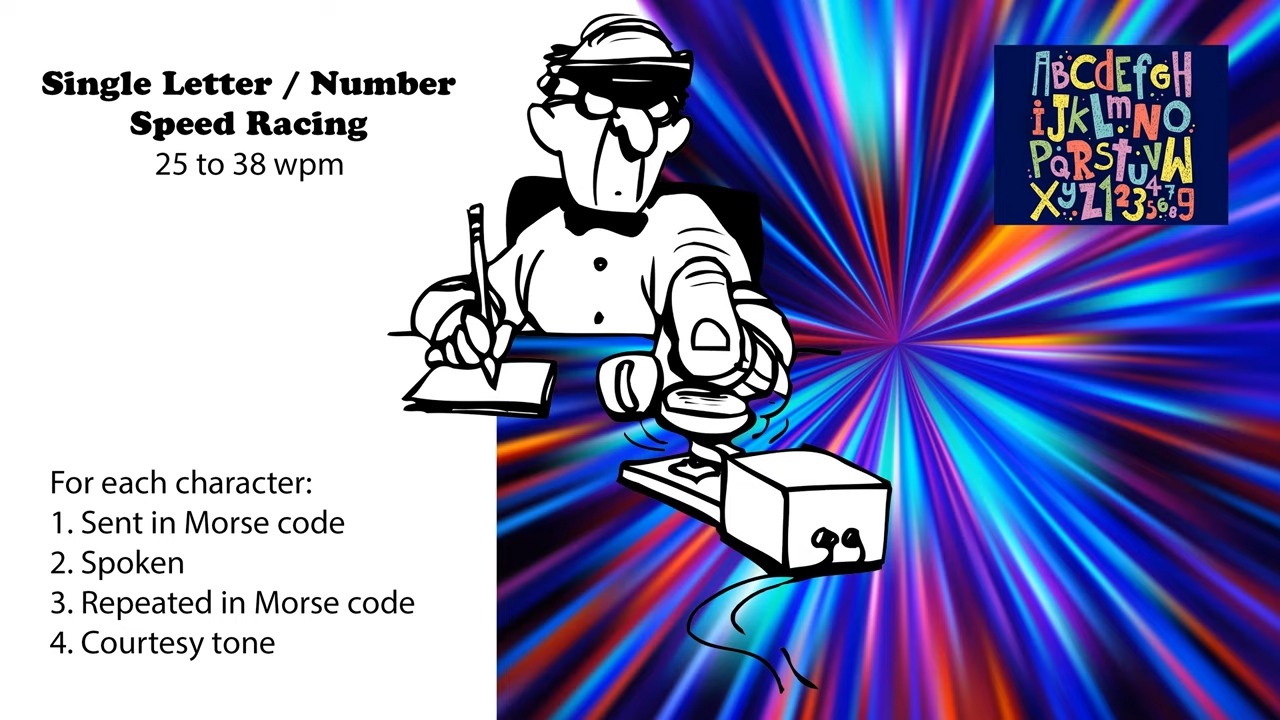 Single Letter / Number
Speed Racing
25 to 38 wpm
ABCdEfGH
iJKLmNO
PQRSTUVW
XyZ123456789
For each character:
1. Sent in Morse code
2. Spoken
3. Repeated in Morse code
4. Courtesy tone